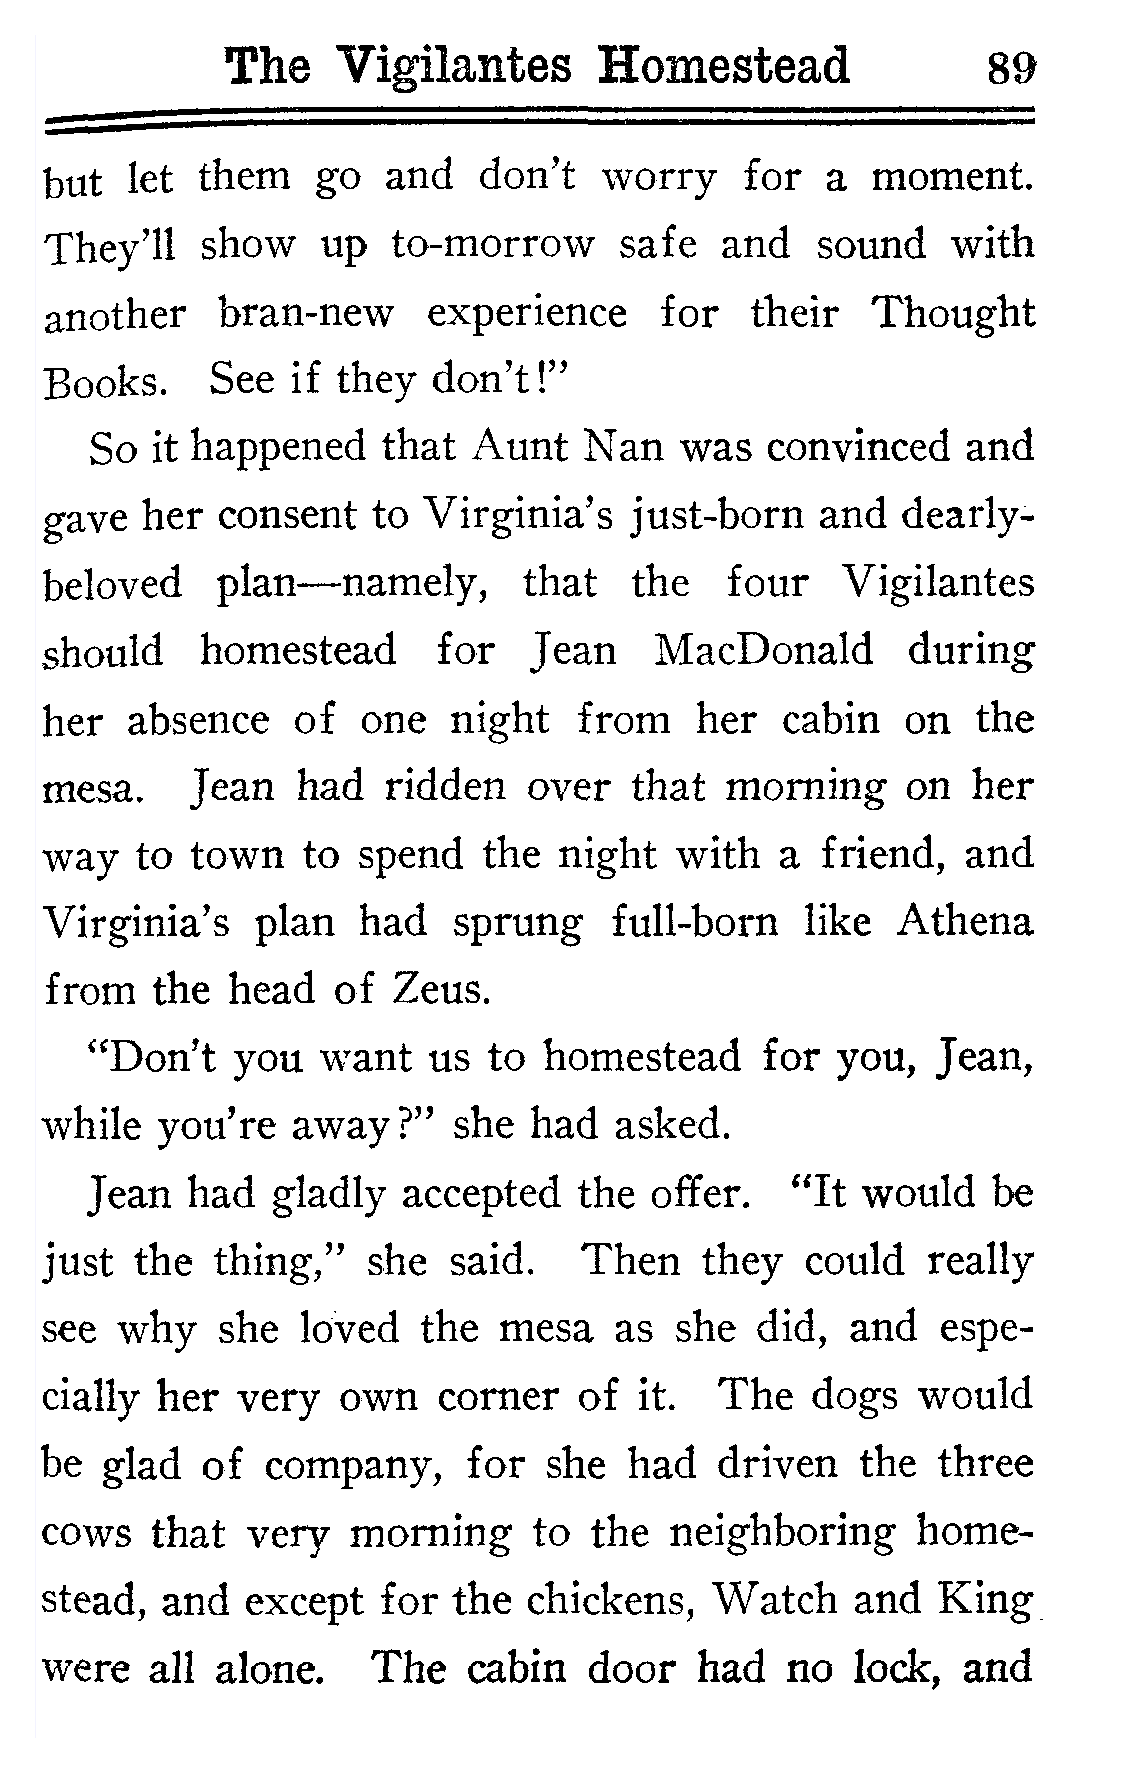 The Vigilantes Homestead 89
but let them go and don't worry for a moment.
They'll show up to-morrow safe and sound with
another bran-new experience for their Thought
Books. See if they don't!”
So it happened that Aunt Nan was convinced and
gave her consent to Virginia's just-born and dearly-
beloved plan—namely, that the four Vigilantes
should homestead for Jean MacDonald during
her absence of one night from her cabin on the
mesa. Jean had ridden over that morning on her
way to town to spend the night with a friend, and
Virginia's plan had sprung full-born like Athena
from the head of Zeus.
“Don't you want us to homestead for you, Jean,
while you're away?” she had asked.
Jean had gladly accepted the offer. “It would be
just the thing,” she said. Then they could really
see why she loved the mesa as she did, and espe-
cially her very own corner of it. The dogs would
be glad of company, for she had driven the three
cows that very morning to the neighboring home-
stead, and except for the chickens, Watch and King
were all alone. The cabin door had no lock, and